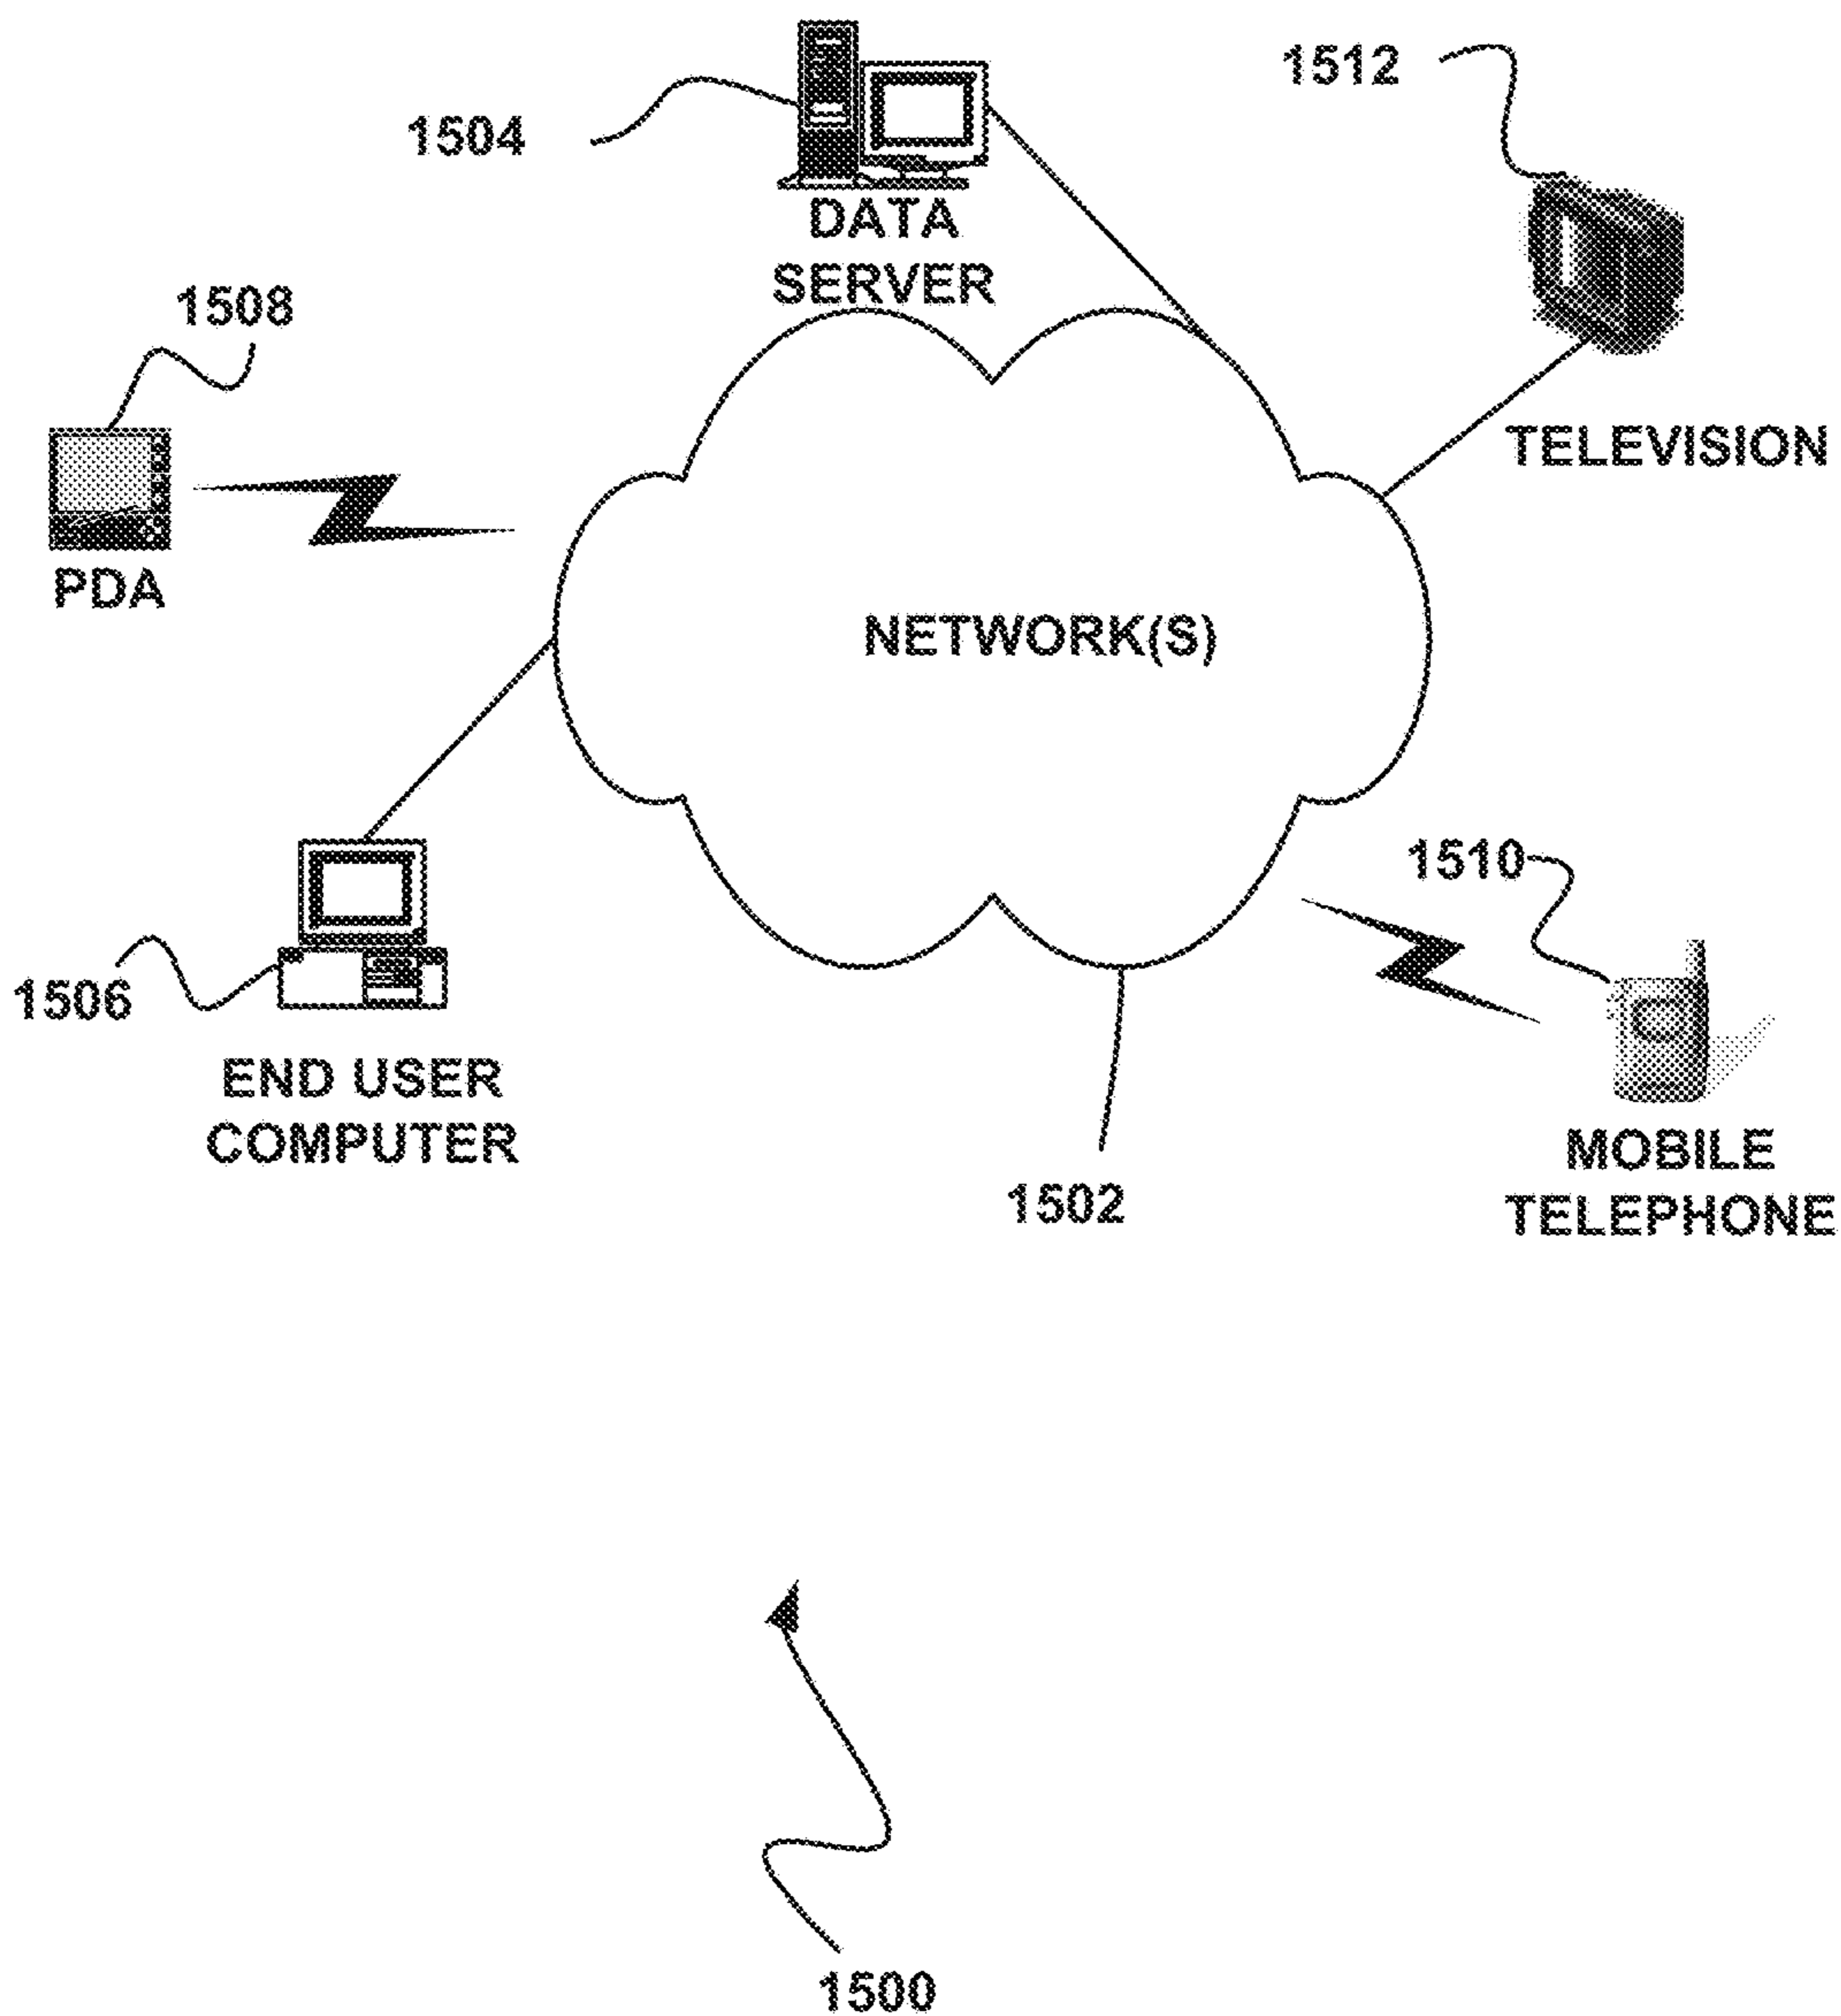 1512
1504
DATA
SERVER
1508
TELEVISION
PDA
NETWORK(S)
1510
1506
END USER
COMPUTER
MOBILE
TELEPHONE
1502
1500